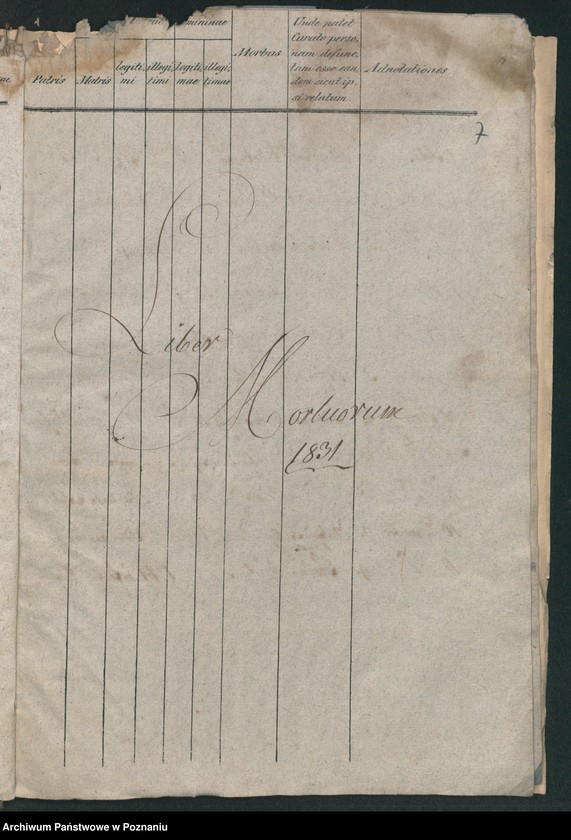 Patris
Matris
legiti
mi
illegi
timi
femininae
legiti
mae
illegi
timae
Morbus
Unde patet
Curato perso
nam defunc
tam esse ean
dem sicut ip
si relatum.
Adnotationes
7
Liber
Mortuorum
1831
Archiwum Państwowe w Poznaniu